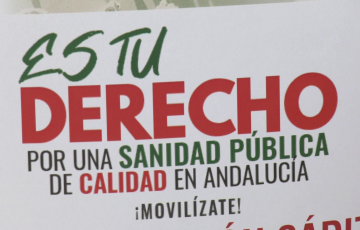 ES TU
DERECHO
POR UNA SANIDAD PÚBLICA
DE CALIDAD EN ANDALUCÍA
¡MOVILÍZATE!